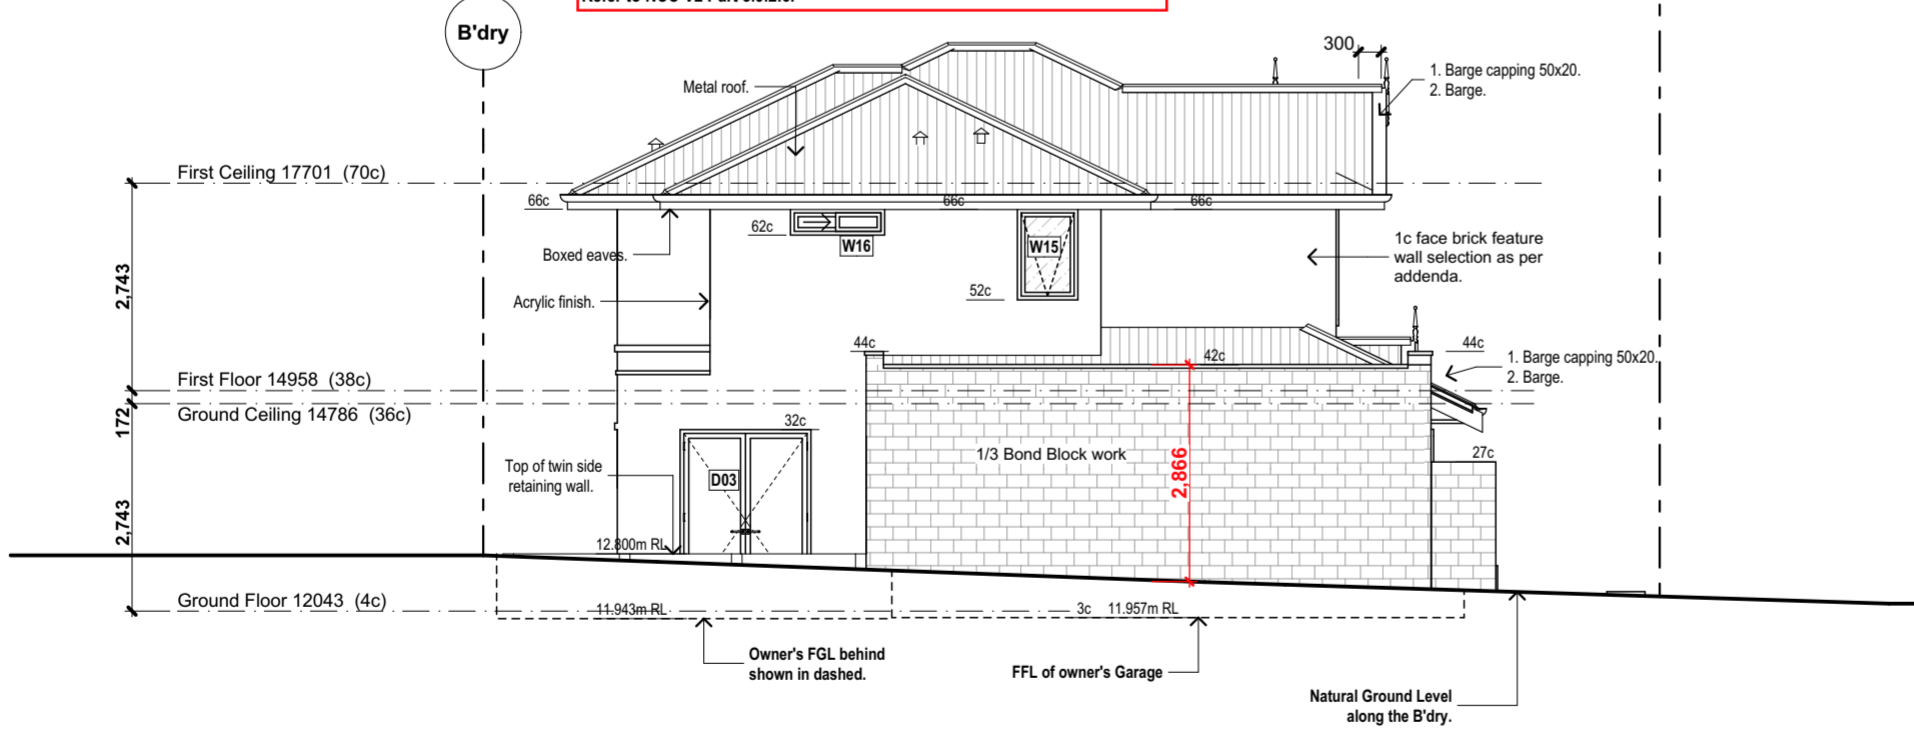 B'dry
300
1. Barge capping 50x20.
2. Barge.
Metal roof.
First Ceiling 17701 (70c)
66c
66c
66c
62c
W16
W15
Boxed eaves.
1c face brick feature
wall selection as per
addenda.
2,743
Acrylic finish.
52c
44c
42c
44c
1. Barge capping 50x20.
2. Barge.
First Floor 14958 (38c)
172
Ground Ceiling 14786 (36c)
32c
1/3 Bond Block work
2,866
27c
Top of twin side
retaining wall.
D03
2,743
12.800m RL
Ground Floor 12043 (4c)
11.943m RL
3c 11.957m RL
Owner's FGL behind
shown in dashed.
FFL of owner's Garage
Natural Ground Level
along the B'dry.